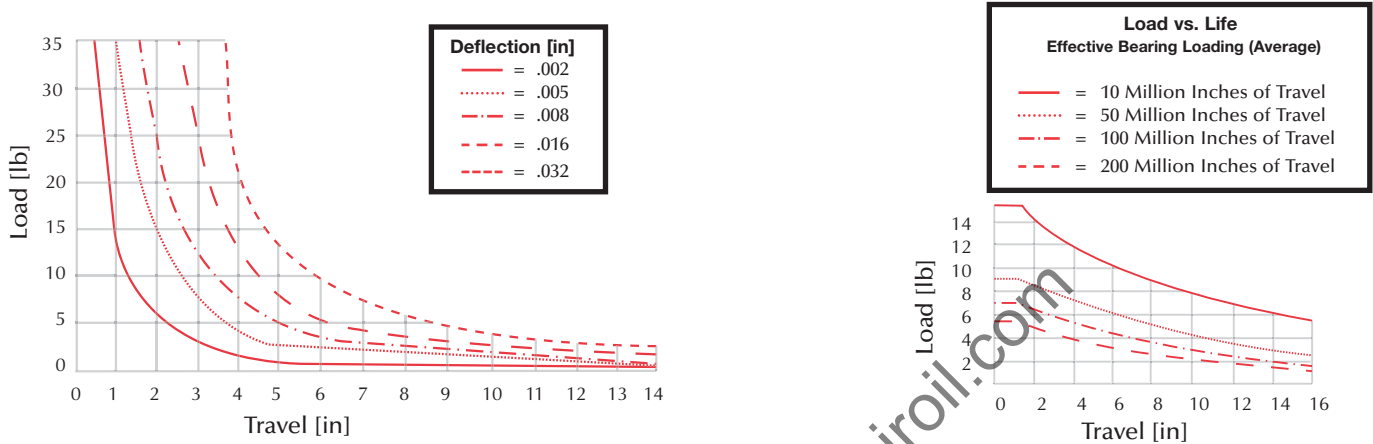 Deflection [in]
= .002
= .005
= .008
= .016
= .032
35
30
25
20
15
10
5
0
Load [lb]
0 1 2 3 4 5 6 7 8 9 10 11 12 13 14
Travel [in]
Load vs. Life
Effective Bearing Loading (Average)
= 10 Million Inches of Travel
= 50 Million Inches of Travel
= 100 Million Inches of Travel
= 200 Million Inches of Travel
14
12
10
8
6
4
2
Load [lb]
0 2 4 6 8 10 12 14 16
Travel [in]
iroil.com